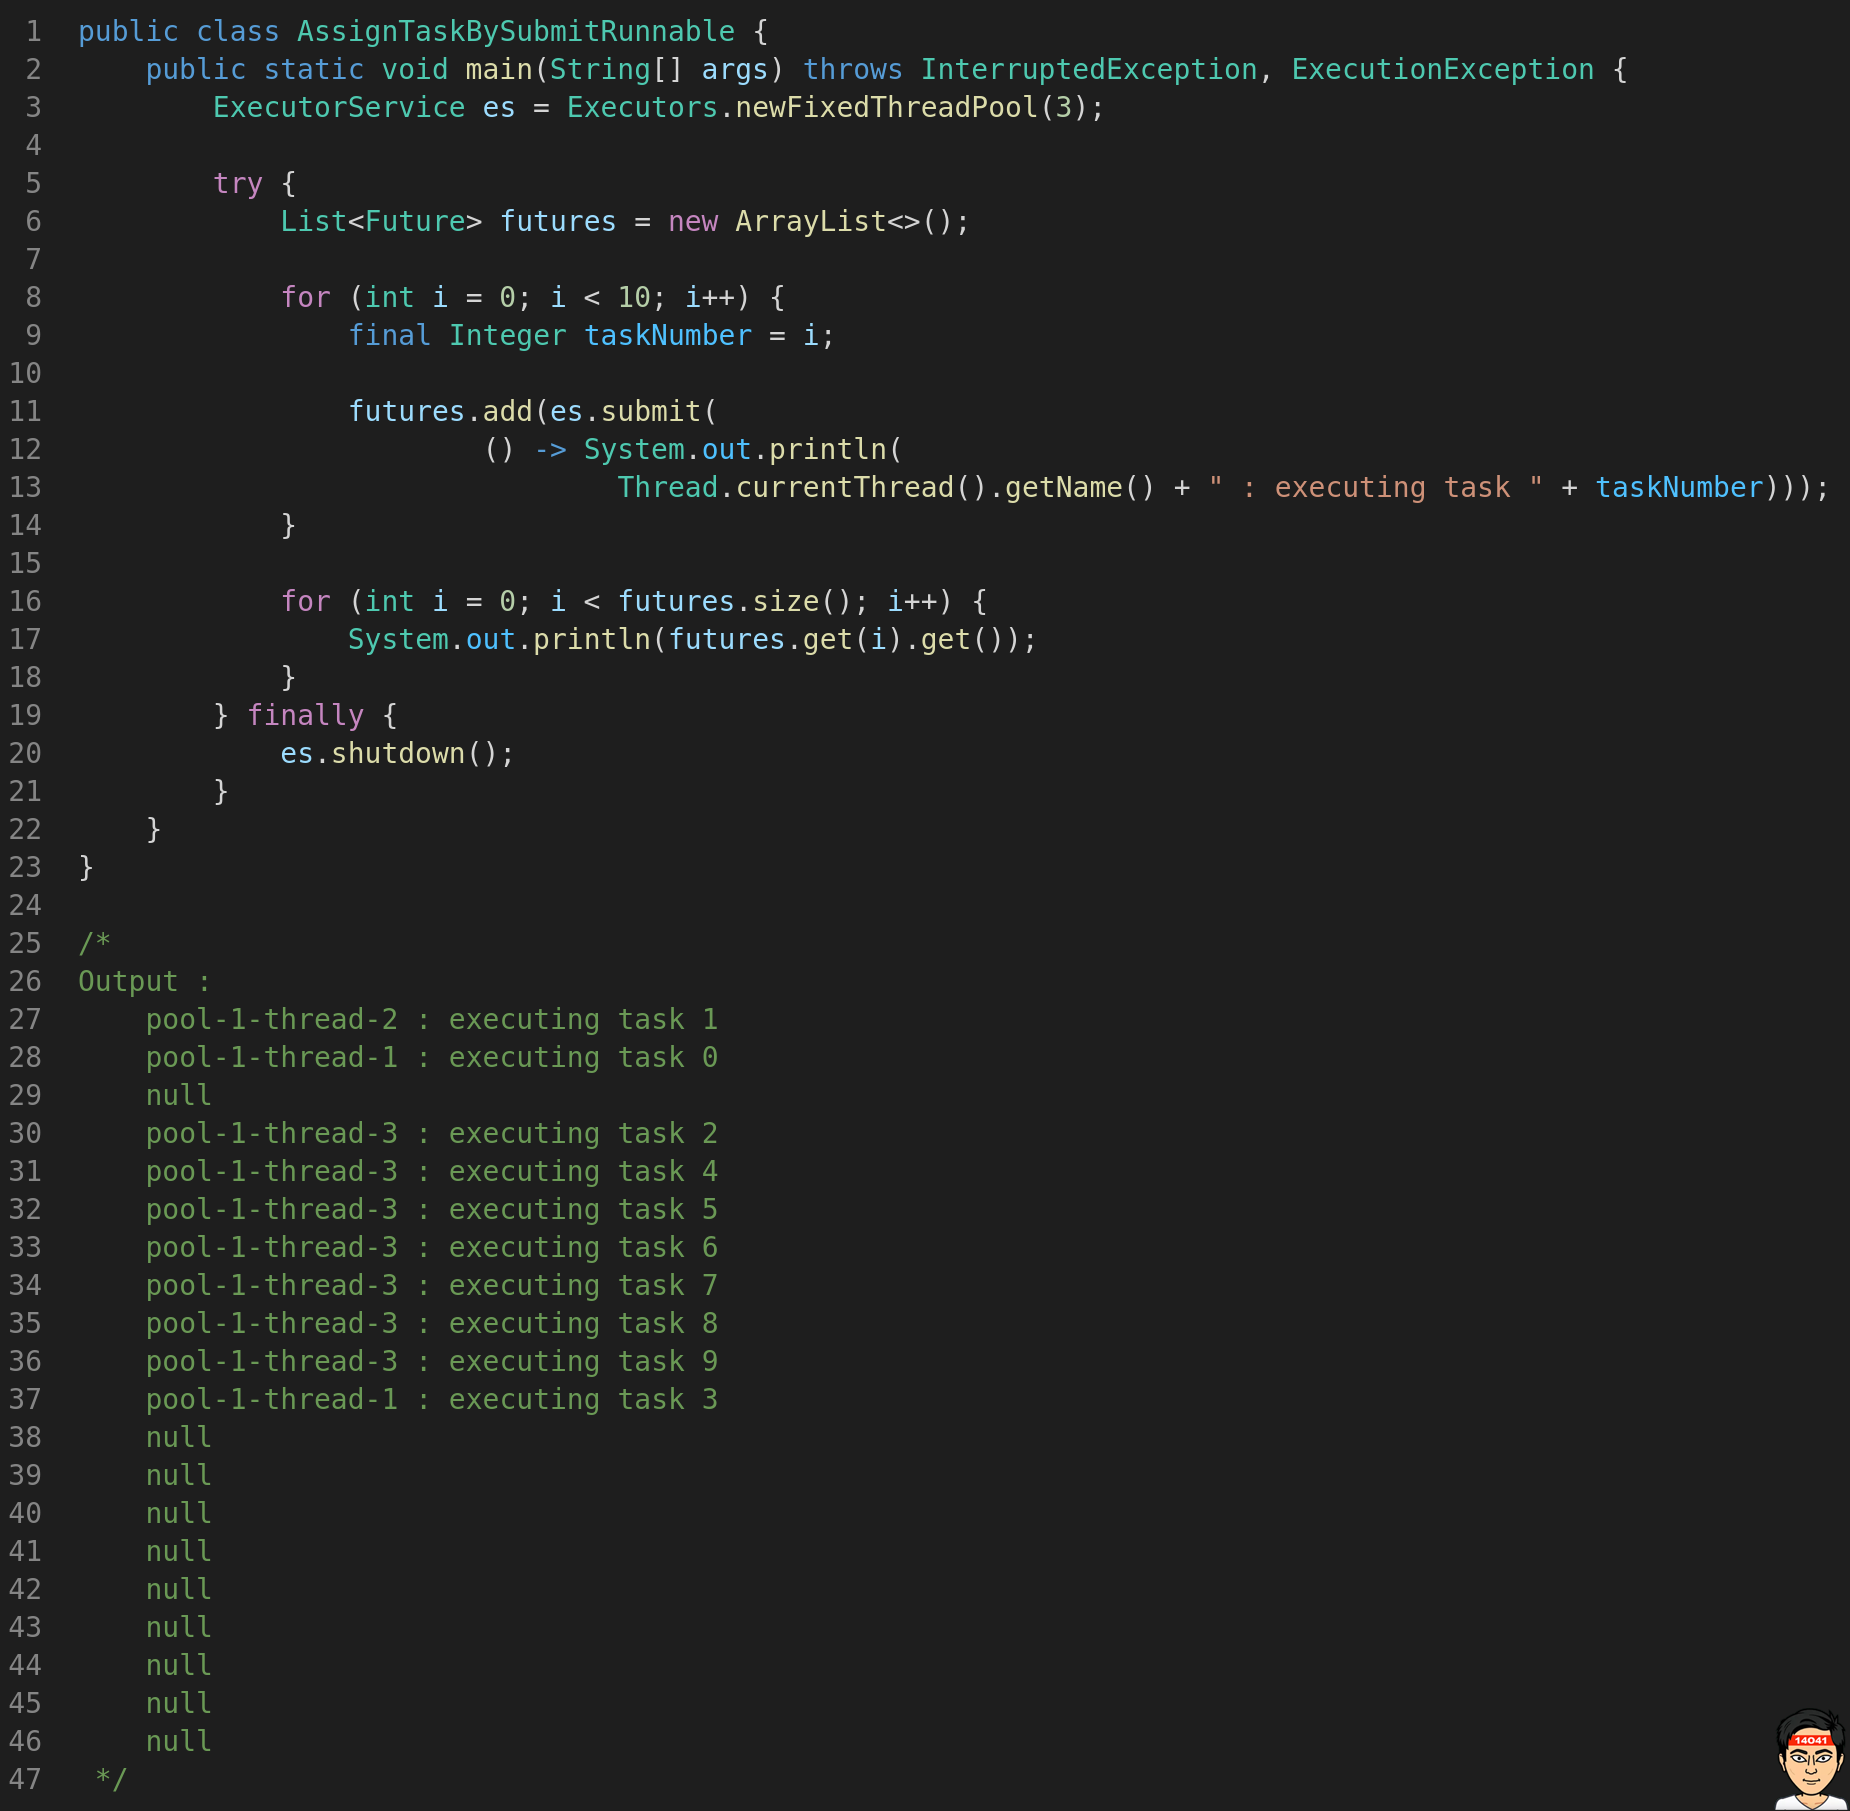 1 public class AssignTaskBySubmitRunnable {
2     public static void main(String[] args) throws InterruptedException, ExecutionException {
3         ExecutorService es = Executors.newFixedThreadPool(3);
4
5         try {
6             List<Future> futures = new ArrayList<>();
7
8             for (int i = 0; i < 10; i++) {
9                 final Integer taskNumber = i;
10
11                 futures.add(es.submit(
12                         () -> System.out.println(
13                                 Thread.currentThread().getName() + " : executing task " + taskNumber)));
14             }
15
16             for (int i = 0; i < futures.size(); i++) {
17                 System.out.println(futures.get(i).get());
18             }
19         } finally {
20             es.shutdown();
21         }
22     }
23 }
24
25 /*
26 Output :
27     pool-1-thread-2 : executing task 1
28     pool-1-thread-1 : executing task 0
29     null
30     pool-1-thread-3 : executing task 2
31     pool-1-thread-3 : executing task 4
32     pool-1-thread-3 : executing task 5
33     pool-1-thread-3 : executing task 6
34     pool-1-thread-3 : executing task 7
35     pool-1-thread-3 : executing task 8
36     pool-1-thread-3 : executing task 9
37     pool-1-thread-1 : executing task 3
38     null
39     null
40     null
41     null
42     null
43     null
44     null
45     null
46     null
47  */
14041